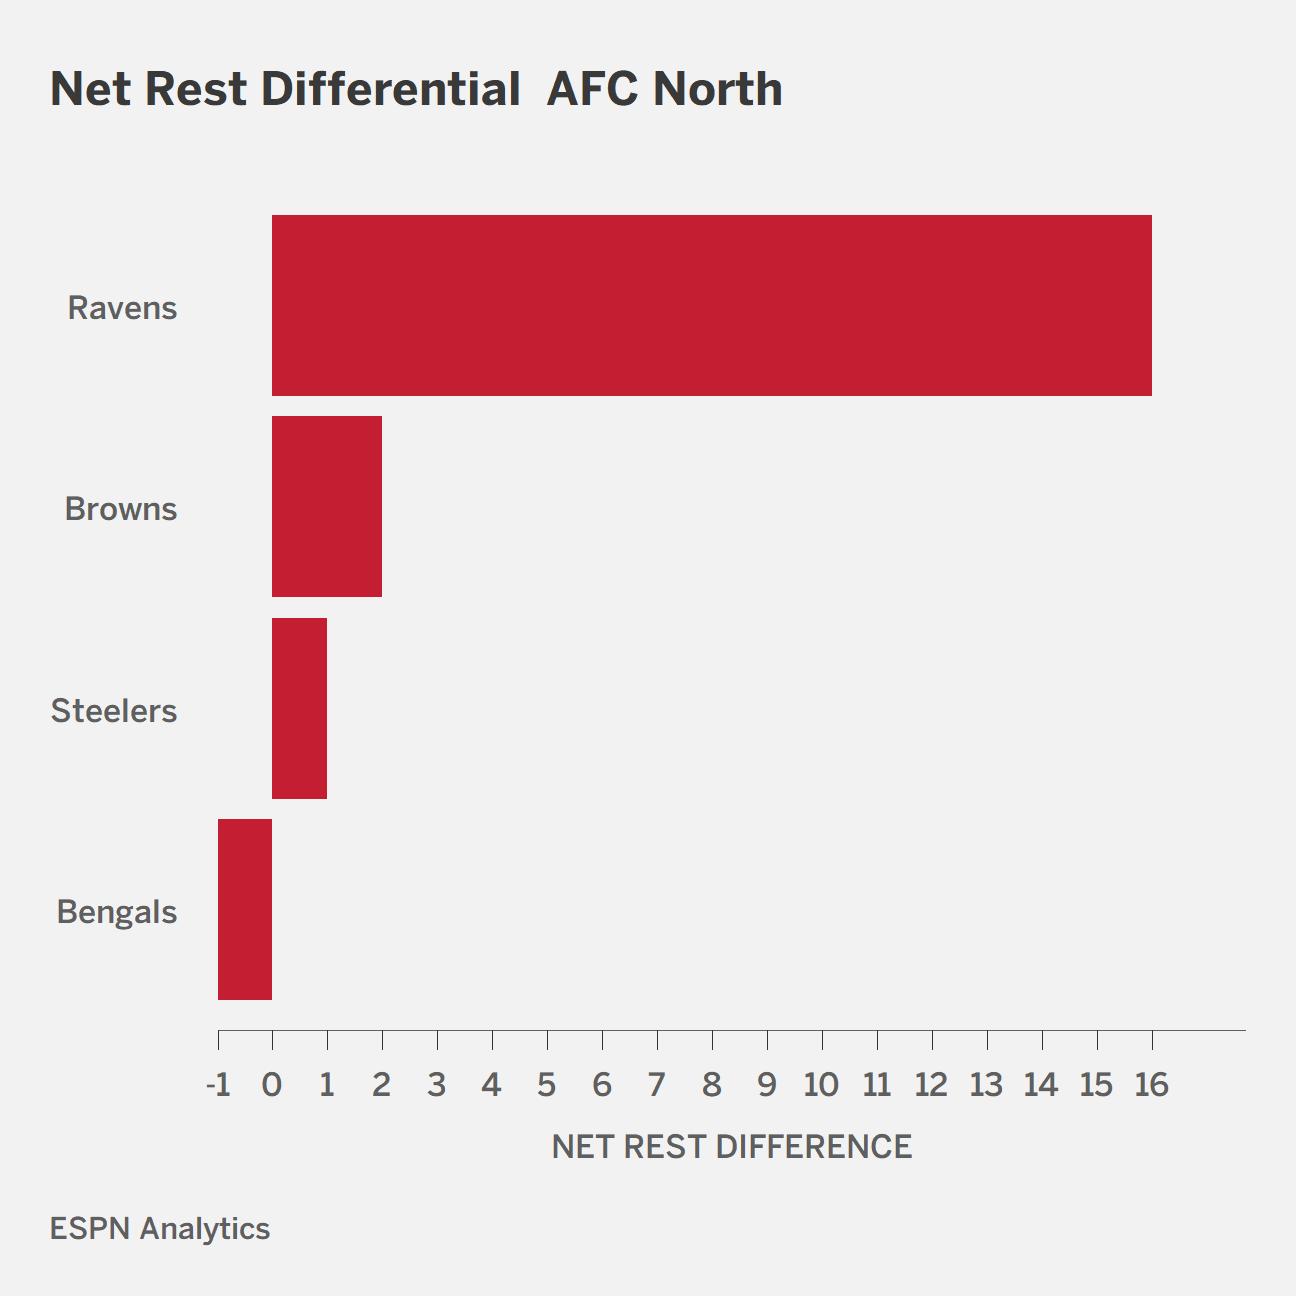 Net Rest Differential  AFC North
Ravens
Browns
Steelers
Bengals
-1 0 1 2 3 4 5 6 7 8 9 10 11 12 13 14 15 16
NET REST DIFFERENCE
ESPN Analytics